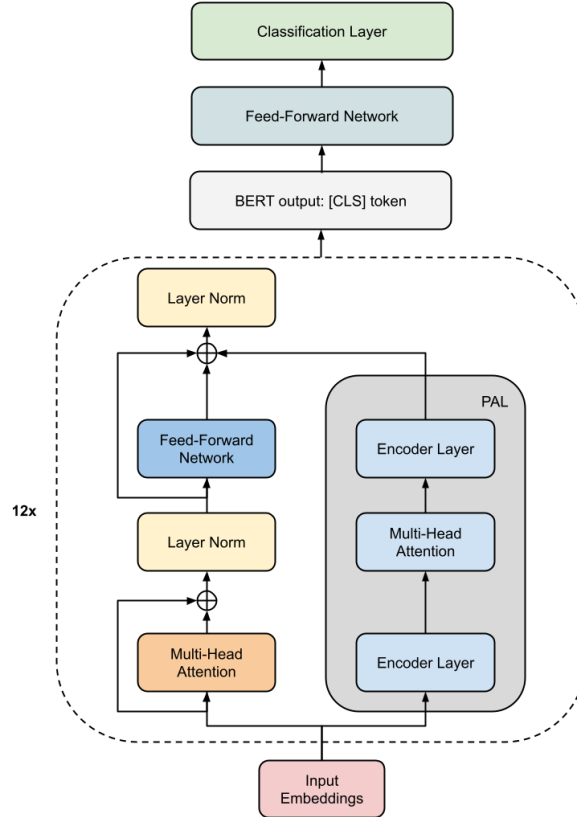 Classification Layer
Feed-Forward Network
BERT output: [CLS] token
Layer Norm
PAL
Feed-Forward
Network
Encoder Layer
12x
Layer Norm
Multi-Head
Attention
Multi-Head
Attention
Encoder Layer
Input
Embeddings